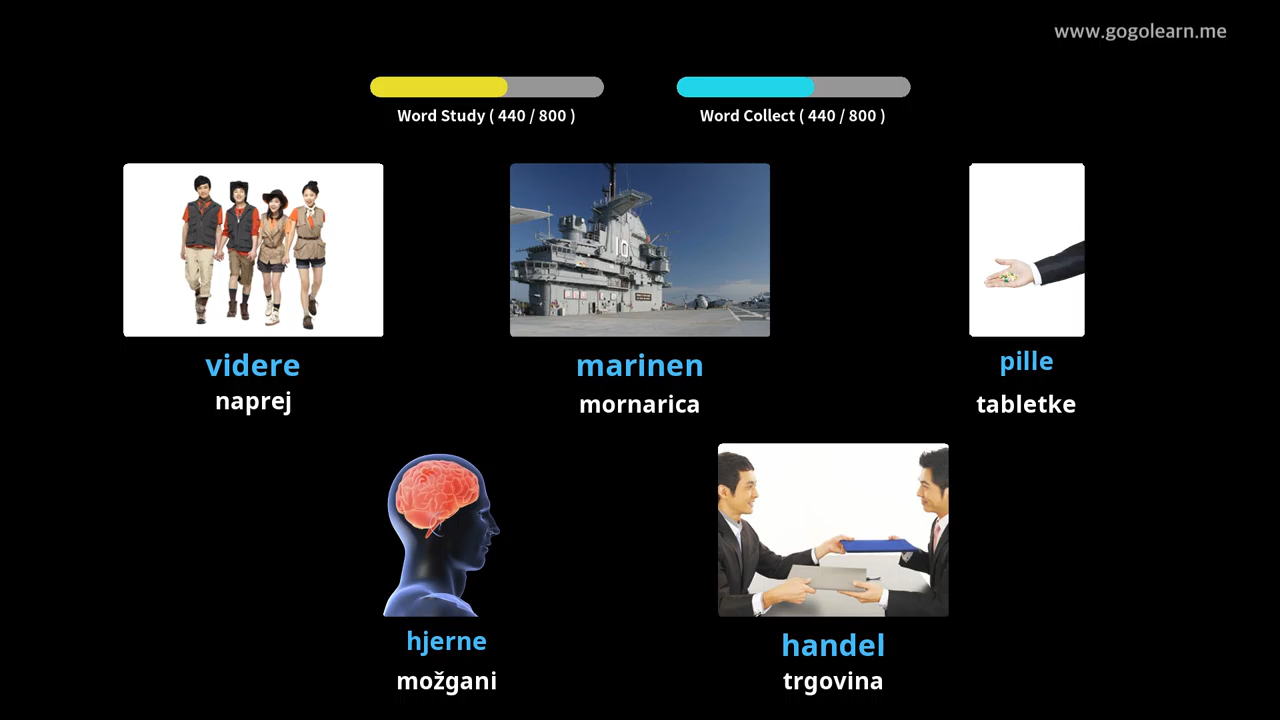 www.gogolearn.me
Word Study ( 440 / 800 )
Word Collect ( 440 / 800 )
videre
naprej
marinen
mornarica
pille
tabletke
hjerne
možgani
handel
trgovina